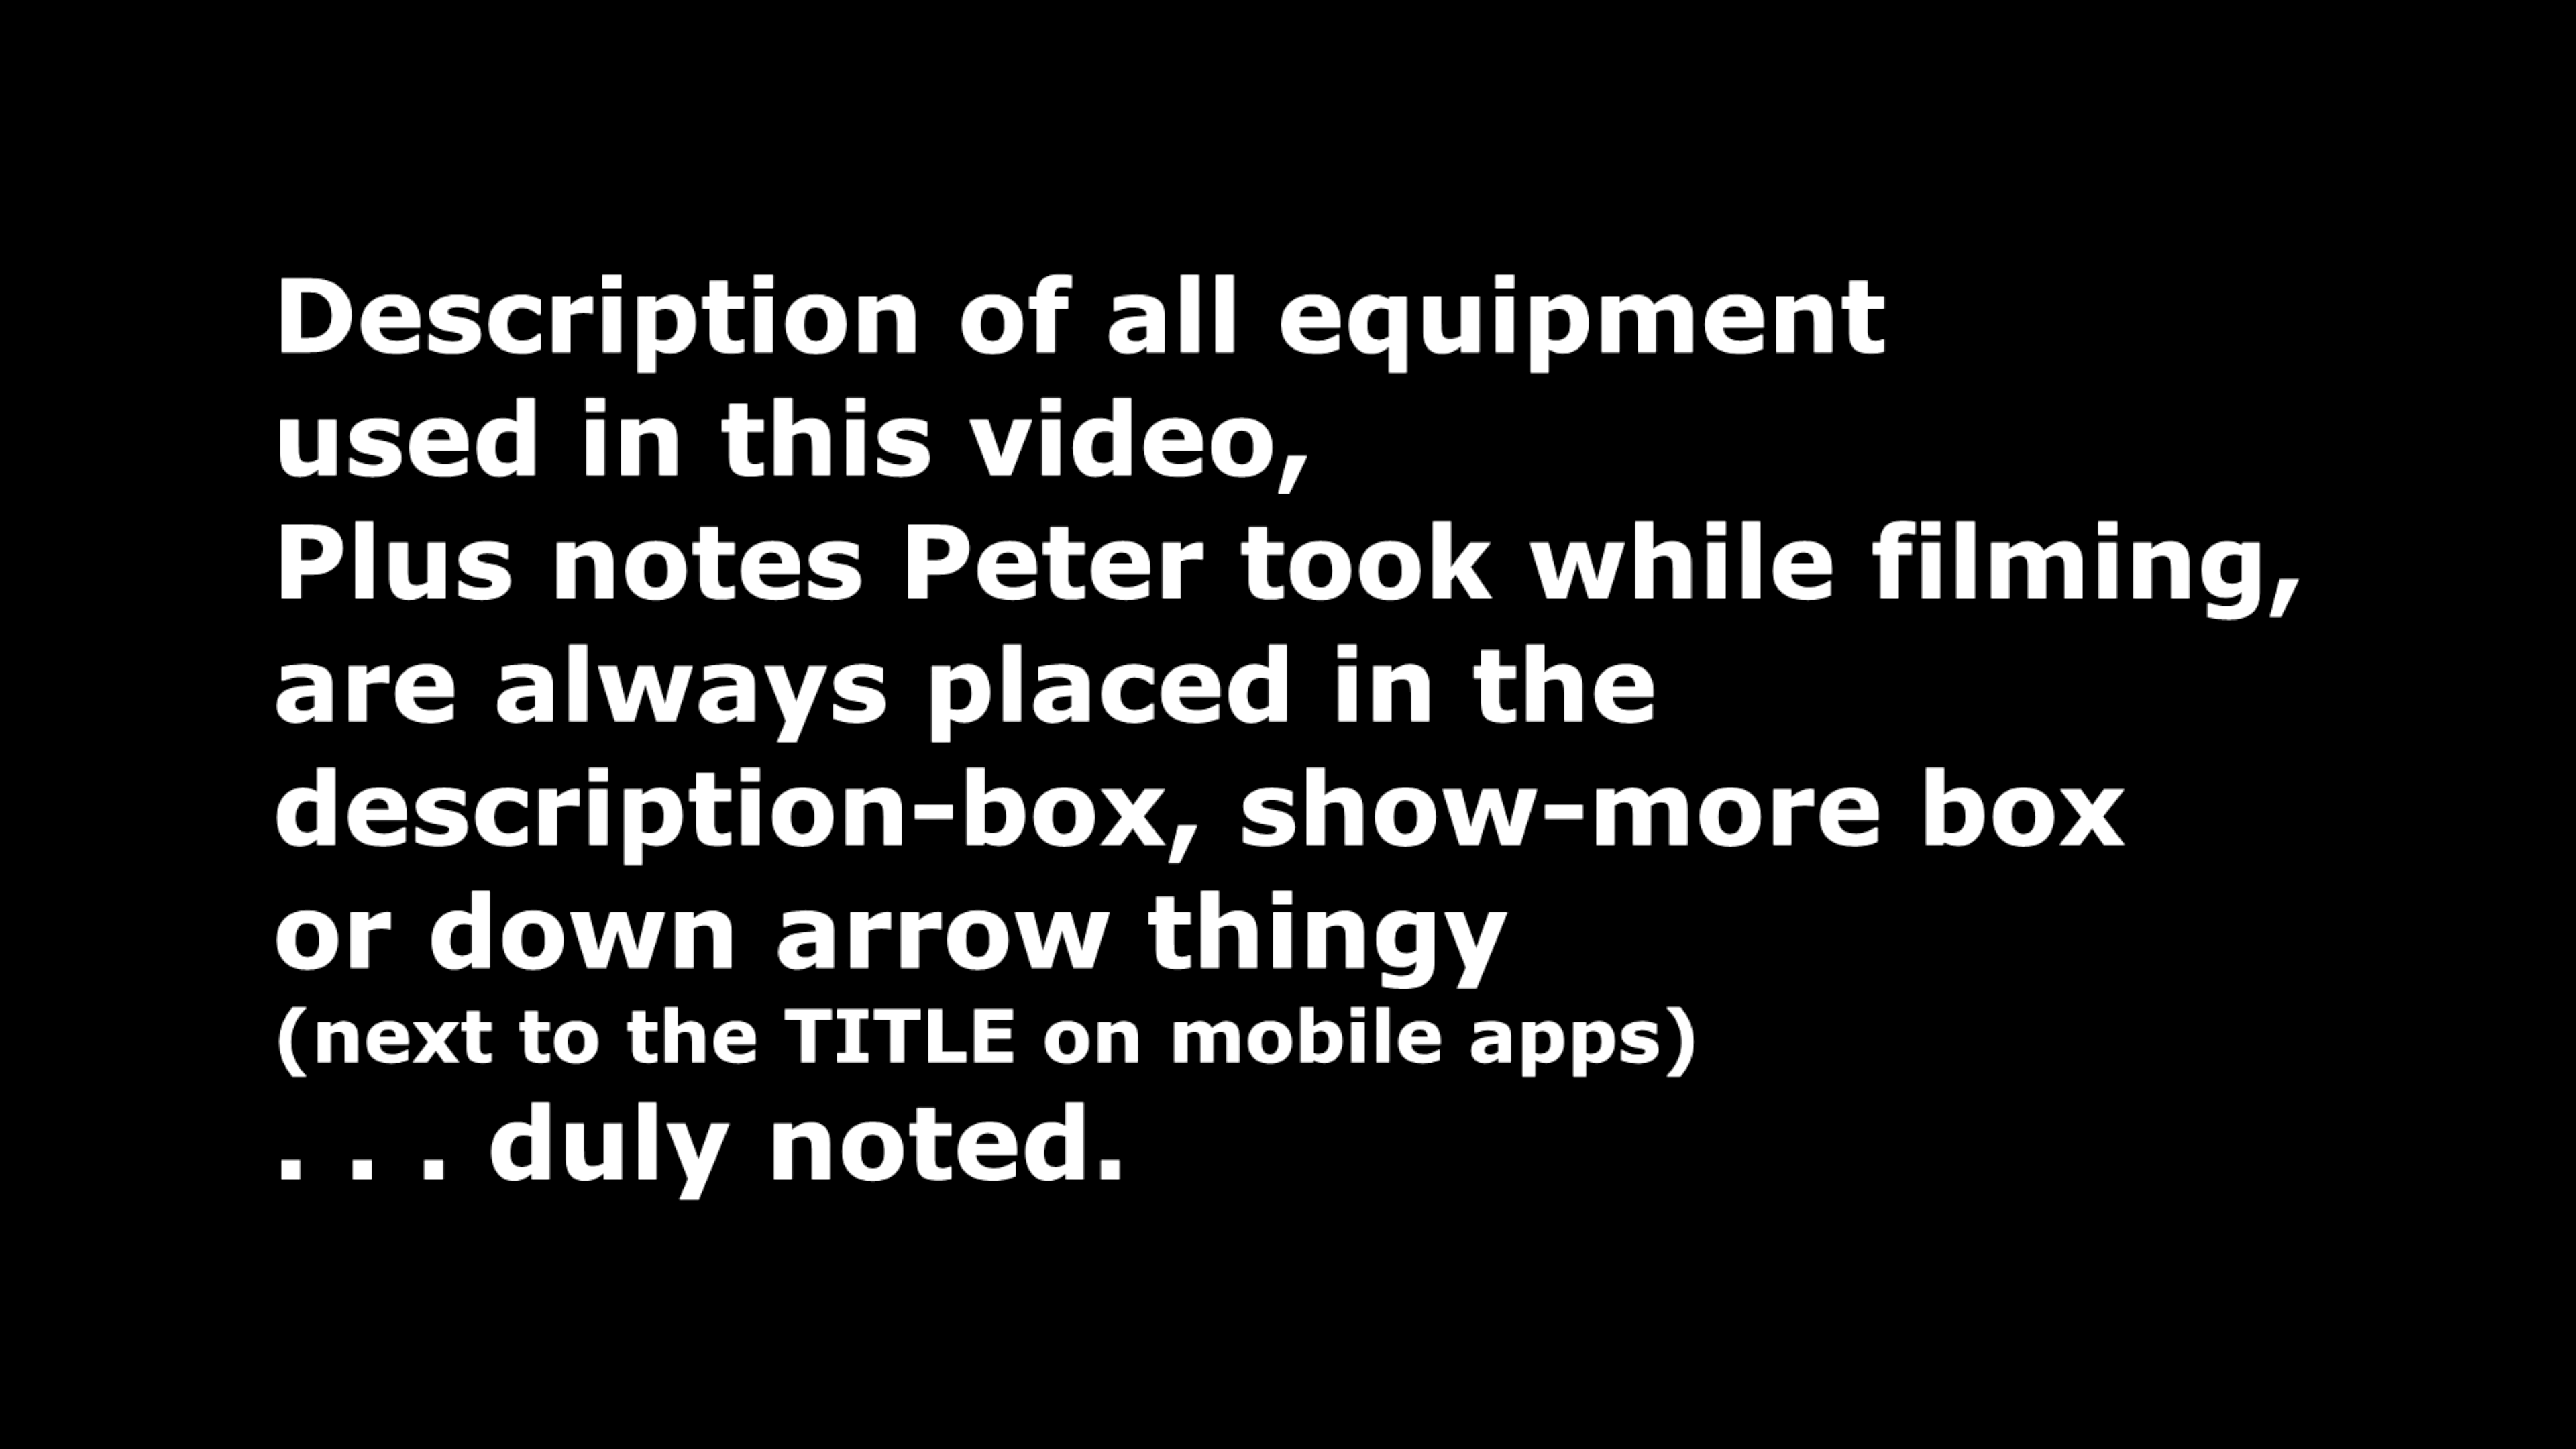 Description of all equipment
used in this video,
Plus notes Peter took while filming,
are always placed in the
description-box, show-more box
or down arrow thingy
(next to the TITLE on mobile apps)
. . . duly noted.